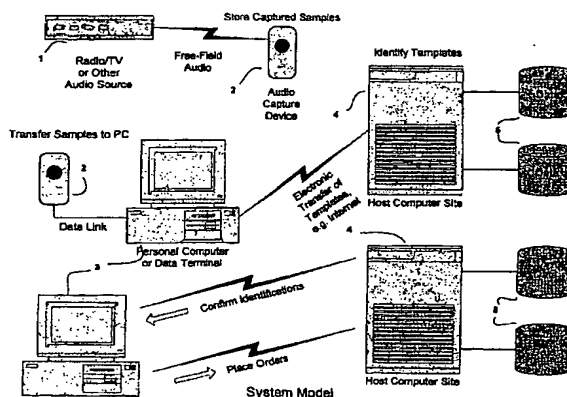 Store Captured Samples
1
Radio/TV
or Other
Audio Source
Free-Field
Audio
2
Audio
Capture
Device
Identify Templates
4
Host Computer Site
Transfer Samples to PC
2
Data Link
Personal Computer
or Data Terminal
Electronic
Transfer of
Templates,
e.g. Internet
3
4
Confirm Identifications
Place Orders
Host Computer Site
System Model